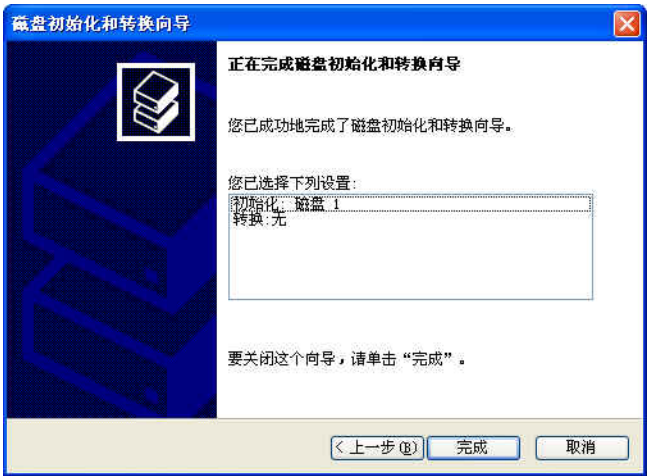 磁盘初始化和转换向导
正在完成磁盘初始化和转换向导
您已成功地完成了磁盘初始化和转换向导。
您已选择下列设置:
初始化: 磁盘 1
转换:无
要关闭这个向导，请单击“完成”。
< 上一步(B)  完成  取消